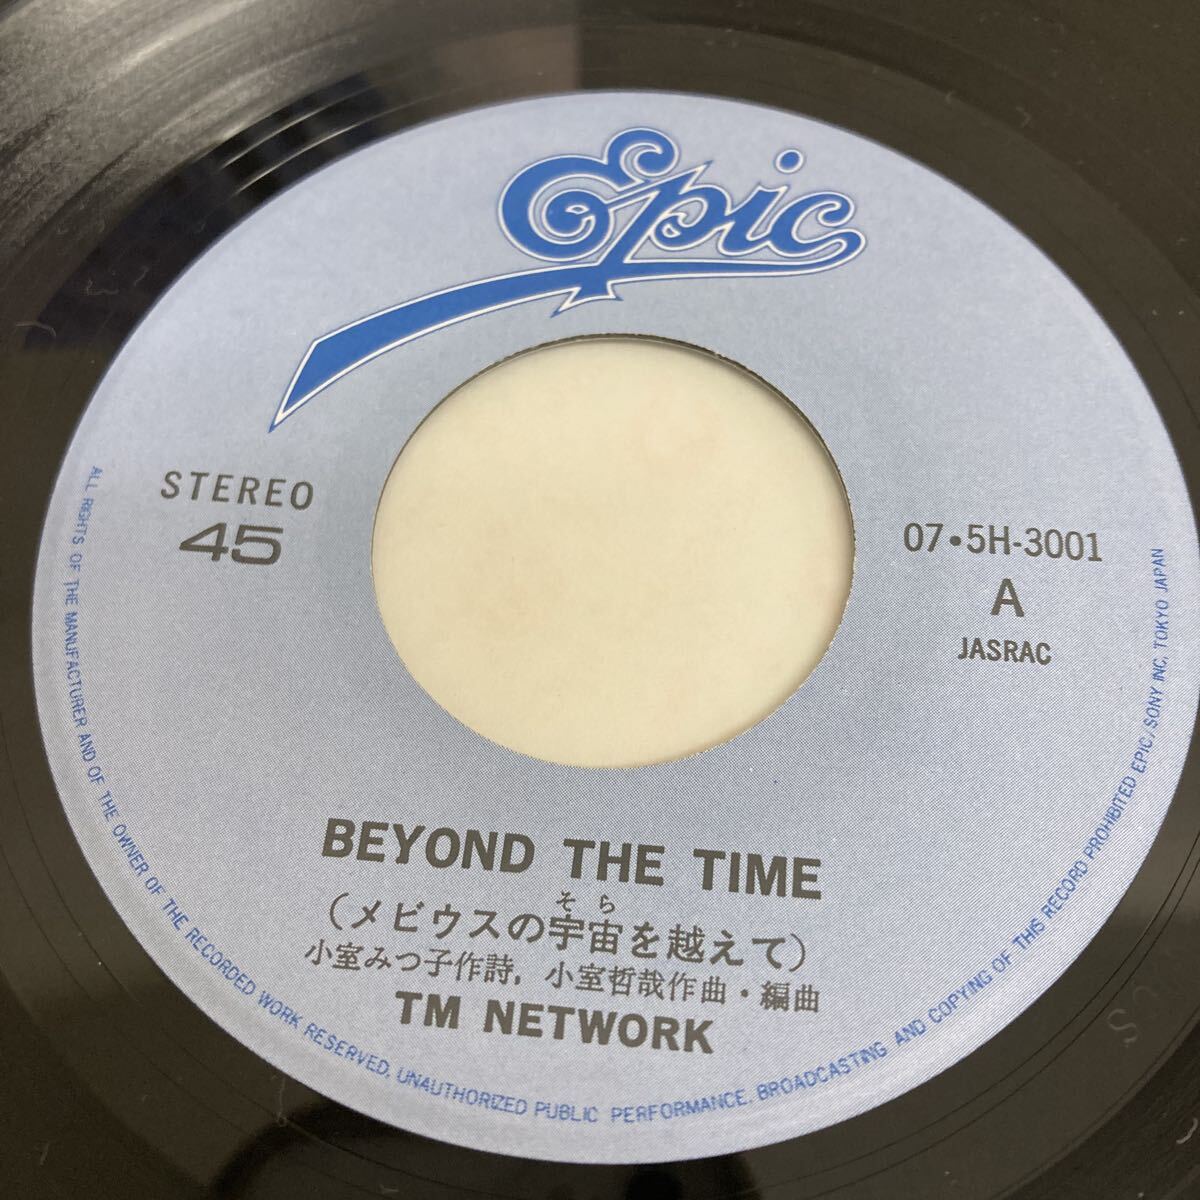 Epic
STEREO
45
07・5H-3001
A
JASRAC
BEYOND THE TIME
そら
(メビウスの宇宙を越えて)
小室みつ子作詩, 小室哲哉作曲・編曲
TM NETWORK
ALL RIGHTS OF THE MANUFACTURER AND OF THE OWNER OF THE RECORDED WORK RESERVED. UNAUTHORIZED PUBLIC PERFORMANCE. BROADCASTING AND COPYING OF THIS RECORD PROHIBITED EPIC/SONY INC. TOKYO JAPAN